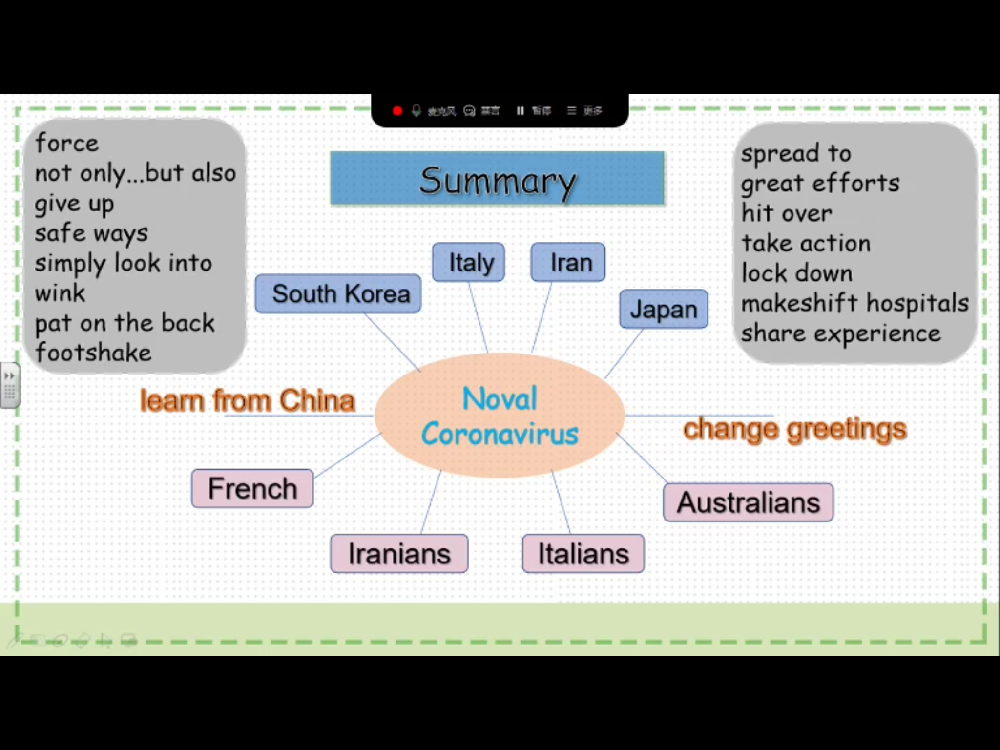 麦克风 禁言 暂停 更多
Summary
force
not only...but also
give up
safe ways
simply look into
wink
pat on the back
footshake
spread to
great efforts
hit over
take action
lock down
makeshift hospitals
share experience
Italy
Iran
South Korea
Japan
Noval
Coronavirus
learn from China
change greetings
French
Australians
Iranians
Italians